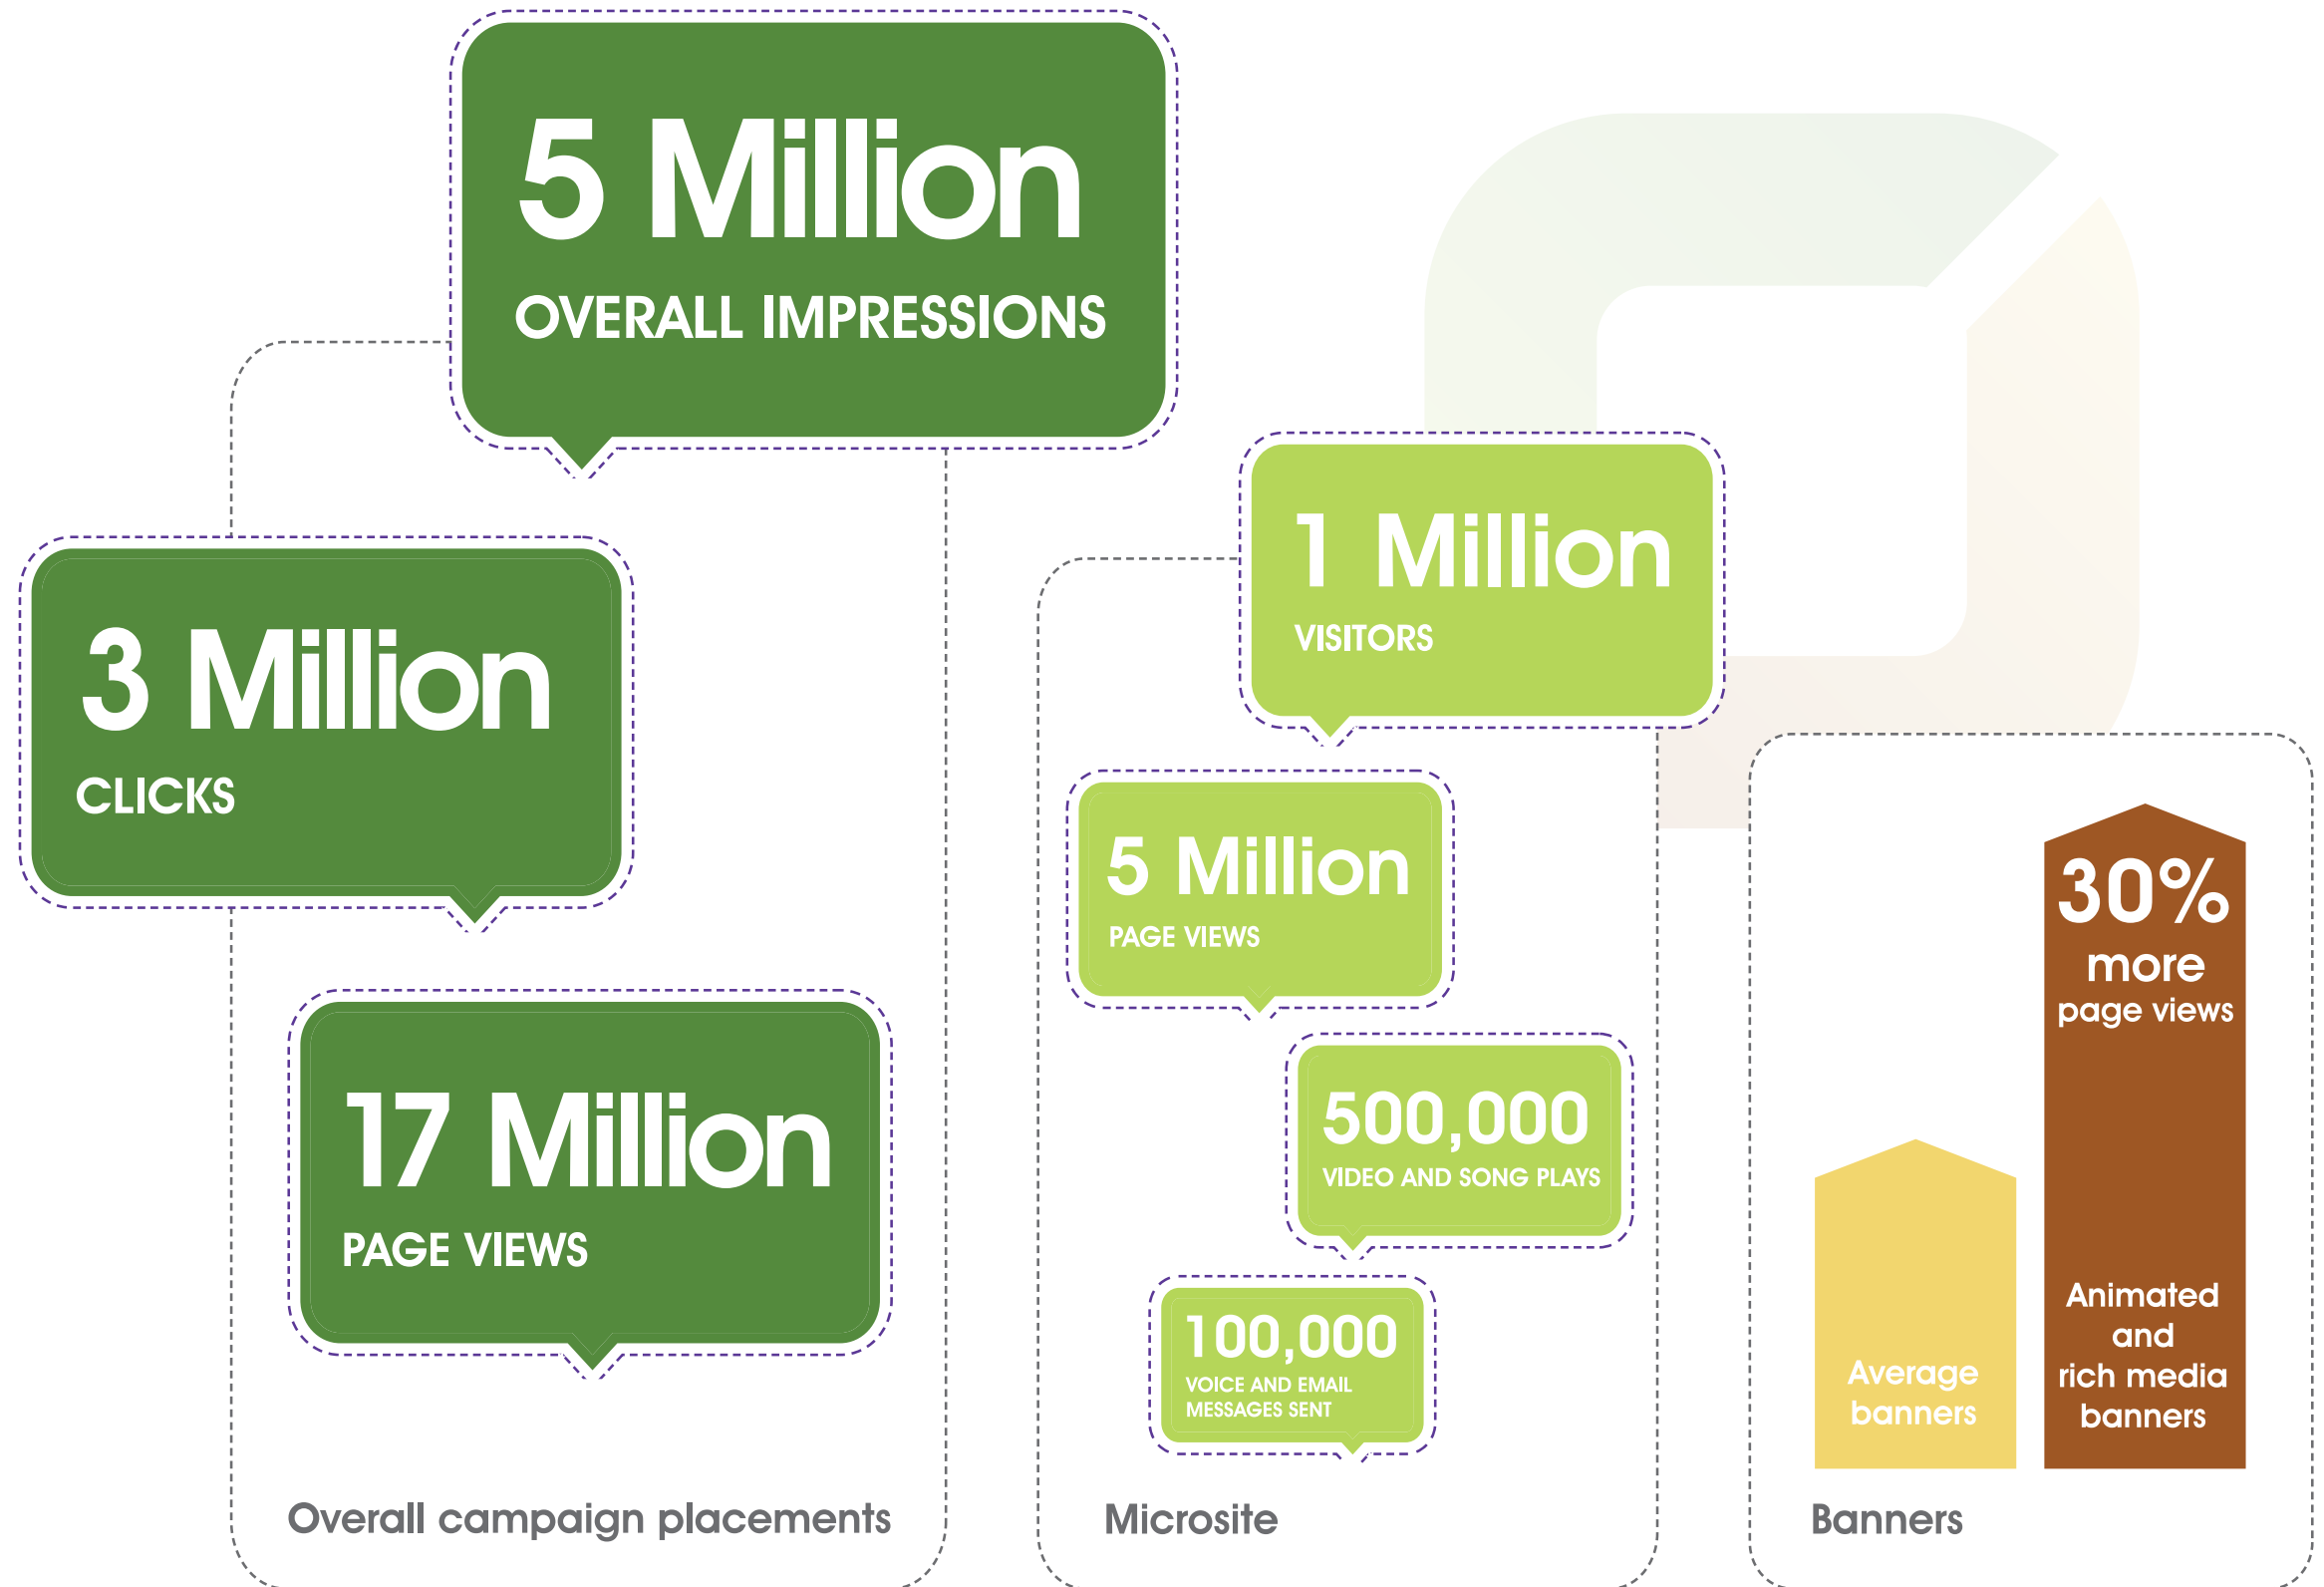 5 Million
OVERALL IMPRESSIONS
3 Million
CLICKS
17 Million
PAGE VIEWS
Overall campaign placements
1 Million
VISITORS
5 Million
PAGE VIEWS
500,000
VIDEO AND SONG PLAYS
100,000
VOICE AND EMAIL
MESSAGES SENT
Microsite
Average
banners
30%
more
page views
Animated
and
rich media
banners
Banners